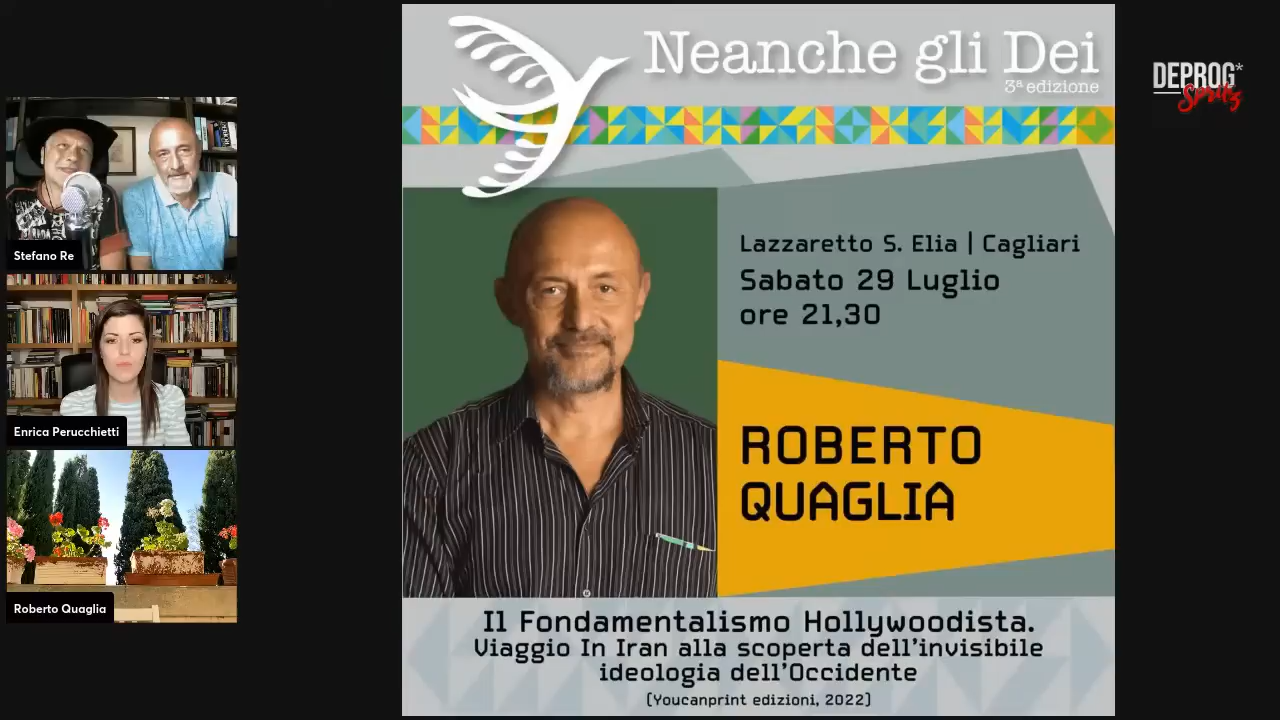 Neanche gli Dei
3ª edizione
DEPROG*
Spritz
Stefano Re
Enrica Perucchietti
Roberto Quaglia
Lazzaretto S. Elia | Cagliari
Sabato 29 Luglio
ore 21,30
ROBERTO
QUAGLIA
Il Fondamentalismo Hollywoodista.
Viaggio In Iran alla scoperta dell'invisibile
ideologia dell'Occidente
(Youcanprint edizioni, 2022)